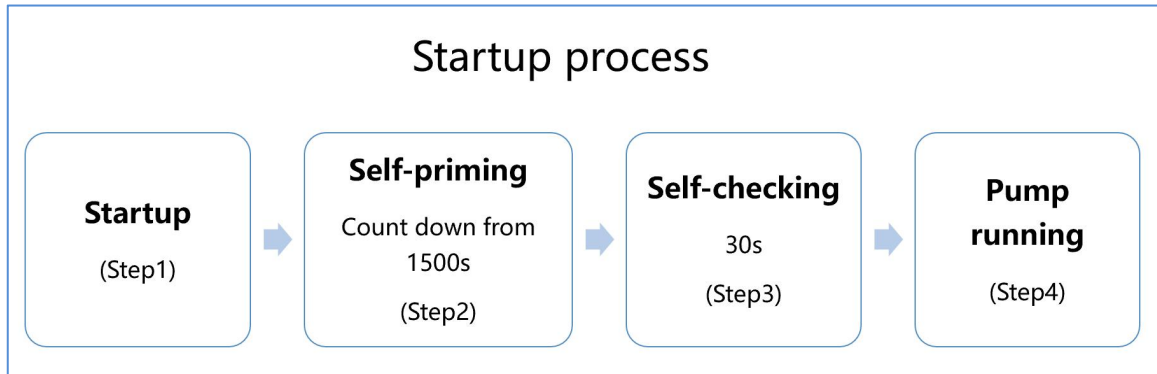 Startup process
Startup
(Step1)
Self-priming
Count down from
1500s
(Step2)
Self-checking
30s
(Step3)
Pump
running
(Step4)